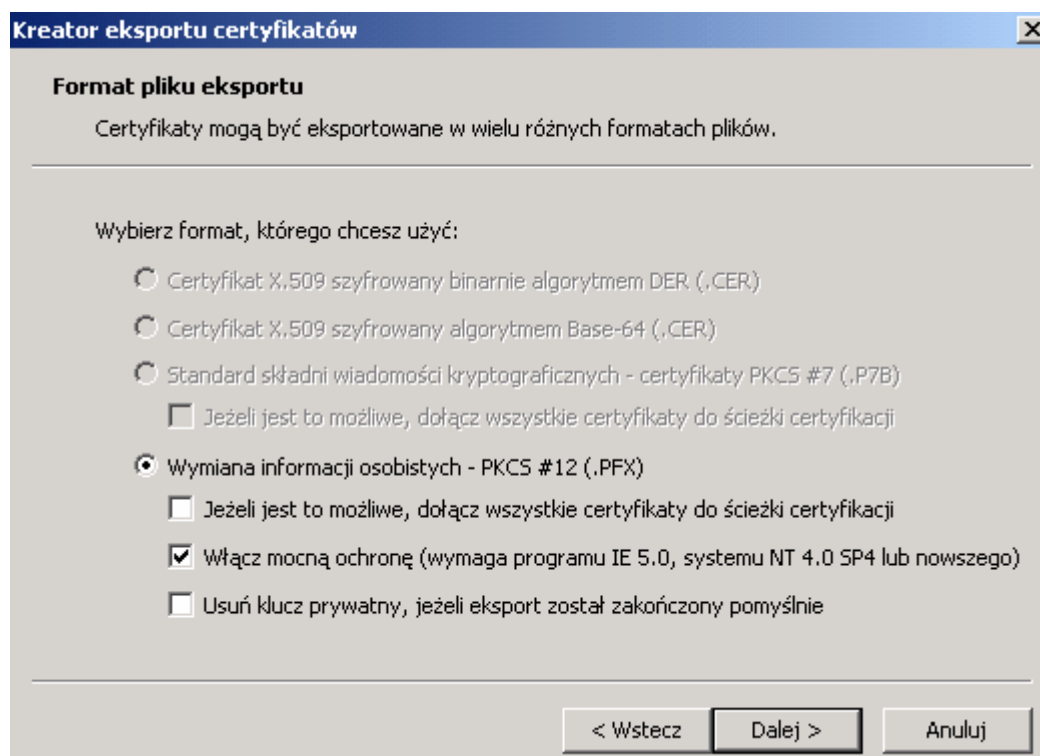 Kreator eksportu certyfikatów
Format pliku eksportu
Certyfikaty mogą być eksportowane w wielu różnych formatach plików.
Wybierz format, którego chcesz użyć:
Certyfikat X.509 szyfrowany binarnie algorytmem DER (.CER)
Certyfikat X.509 szyfrowany algorytmem Base-64 (.CER)
Standard składni wiadomości kryptograficznych - certyfikaty PKCS #7 (.P7B)
Jeżeli jest to możliwe, dołącz wszystkie certyfikaty do ścieżki certyfikacji
Wymiana informacji osobistych - PKCS #12 (.PFX)
Jeżeli jest to możliwe, dołącz wszystkie certyfikaty do ścieżki certyfikacji
Włącz mocną ochronę (wymaga programu IE 5.0, systemu NT 4.0 SP4 lub nowszego)
Usuń klucz prywatny, jeżeli eksport został zakończony pomyślnie
< Wstecz Dalej > Anuluj